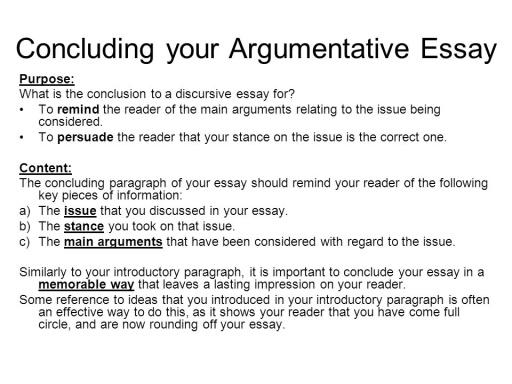 Concluding your Argumentative Essay
Purpose:
What is the conclusion to a discursive essay for?
• To remind the reader of the main arguments relating to the issue being
considered.
• To persuade the reader that your stance on the issue is the correct one.
Content:
The concluding paragraph of your essay should remind your reader of the following
key pieces of information:
a) The issue that you discussed in your essay.
b) The stance you took on that issue.
c) The main arguments that have been considered with regard to the issue.
Similarly to your introductory paragraph, it is important to conclude your essay in a
memorable way that leaves a lasting impression on your reader.
Some reference to ideas that you introduced in your introductory paragraph is often
an effective way to do this, as it shows your reader that you have come full
circle, and are now rounding off your essay.